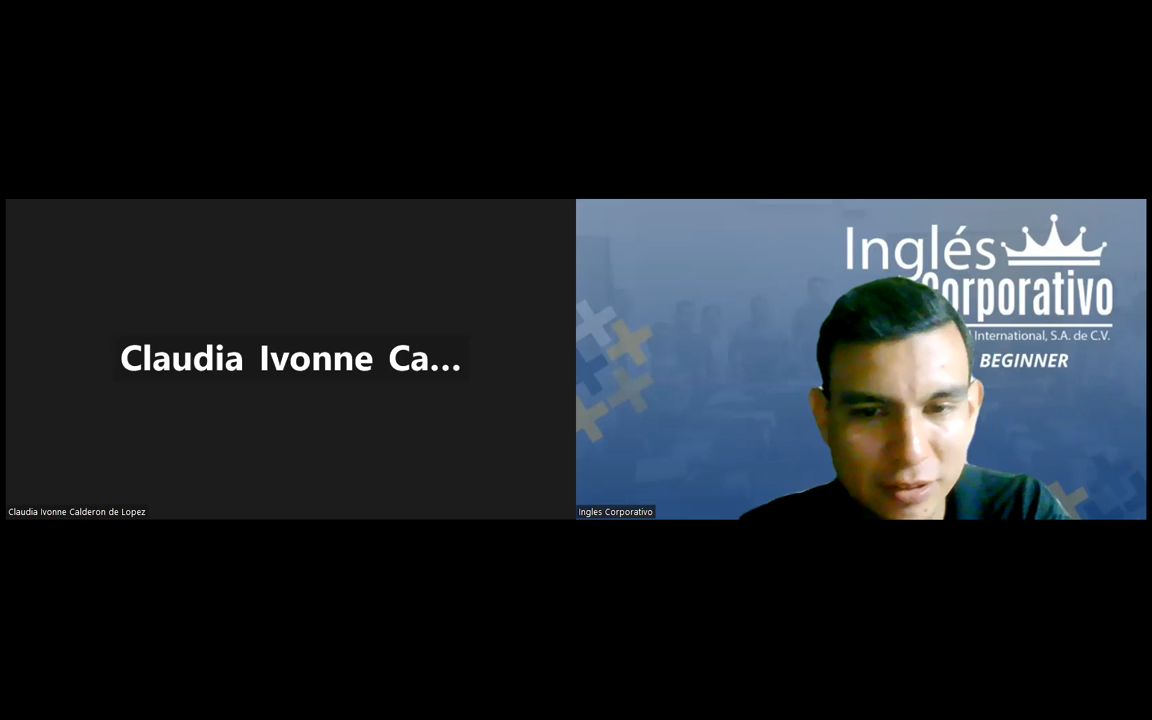 Claudia Ivonne Ca...
Claudia Ivonne Calderon de Lopez
Inglés
Corporativo
l International, S.A. de C.V.
BEGINNER
Ingles Corporativo